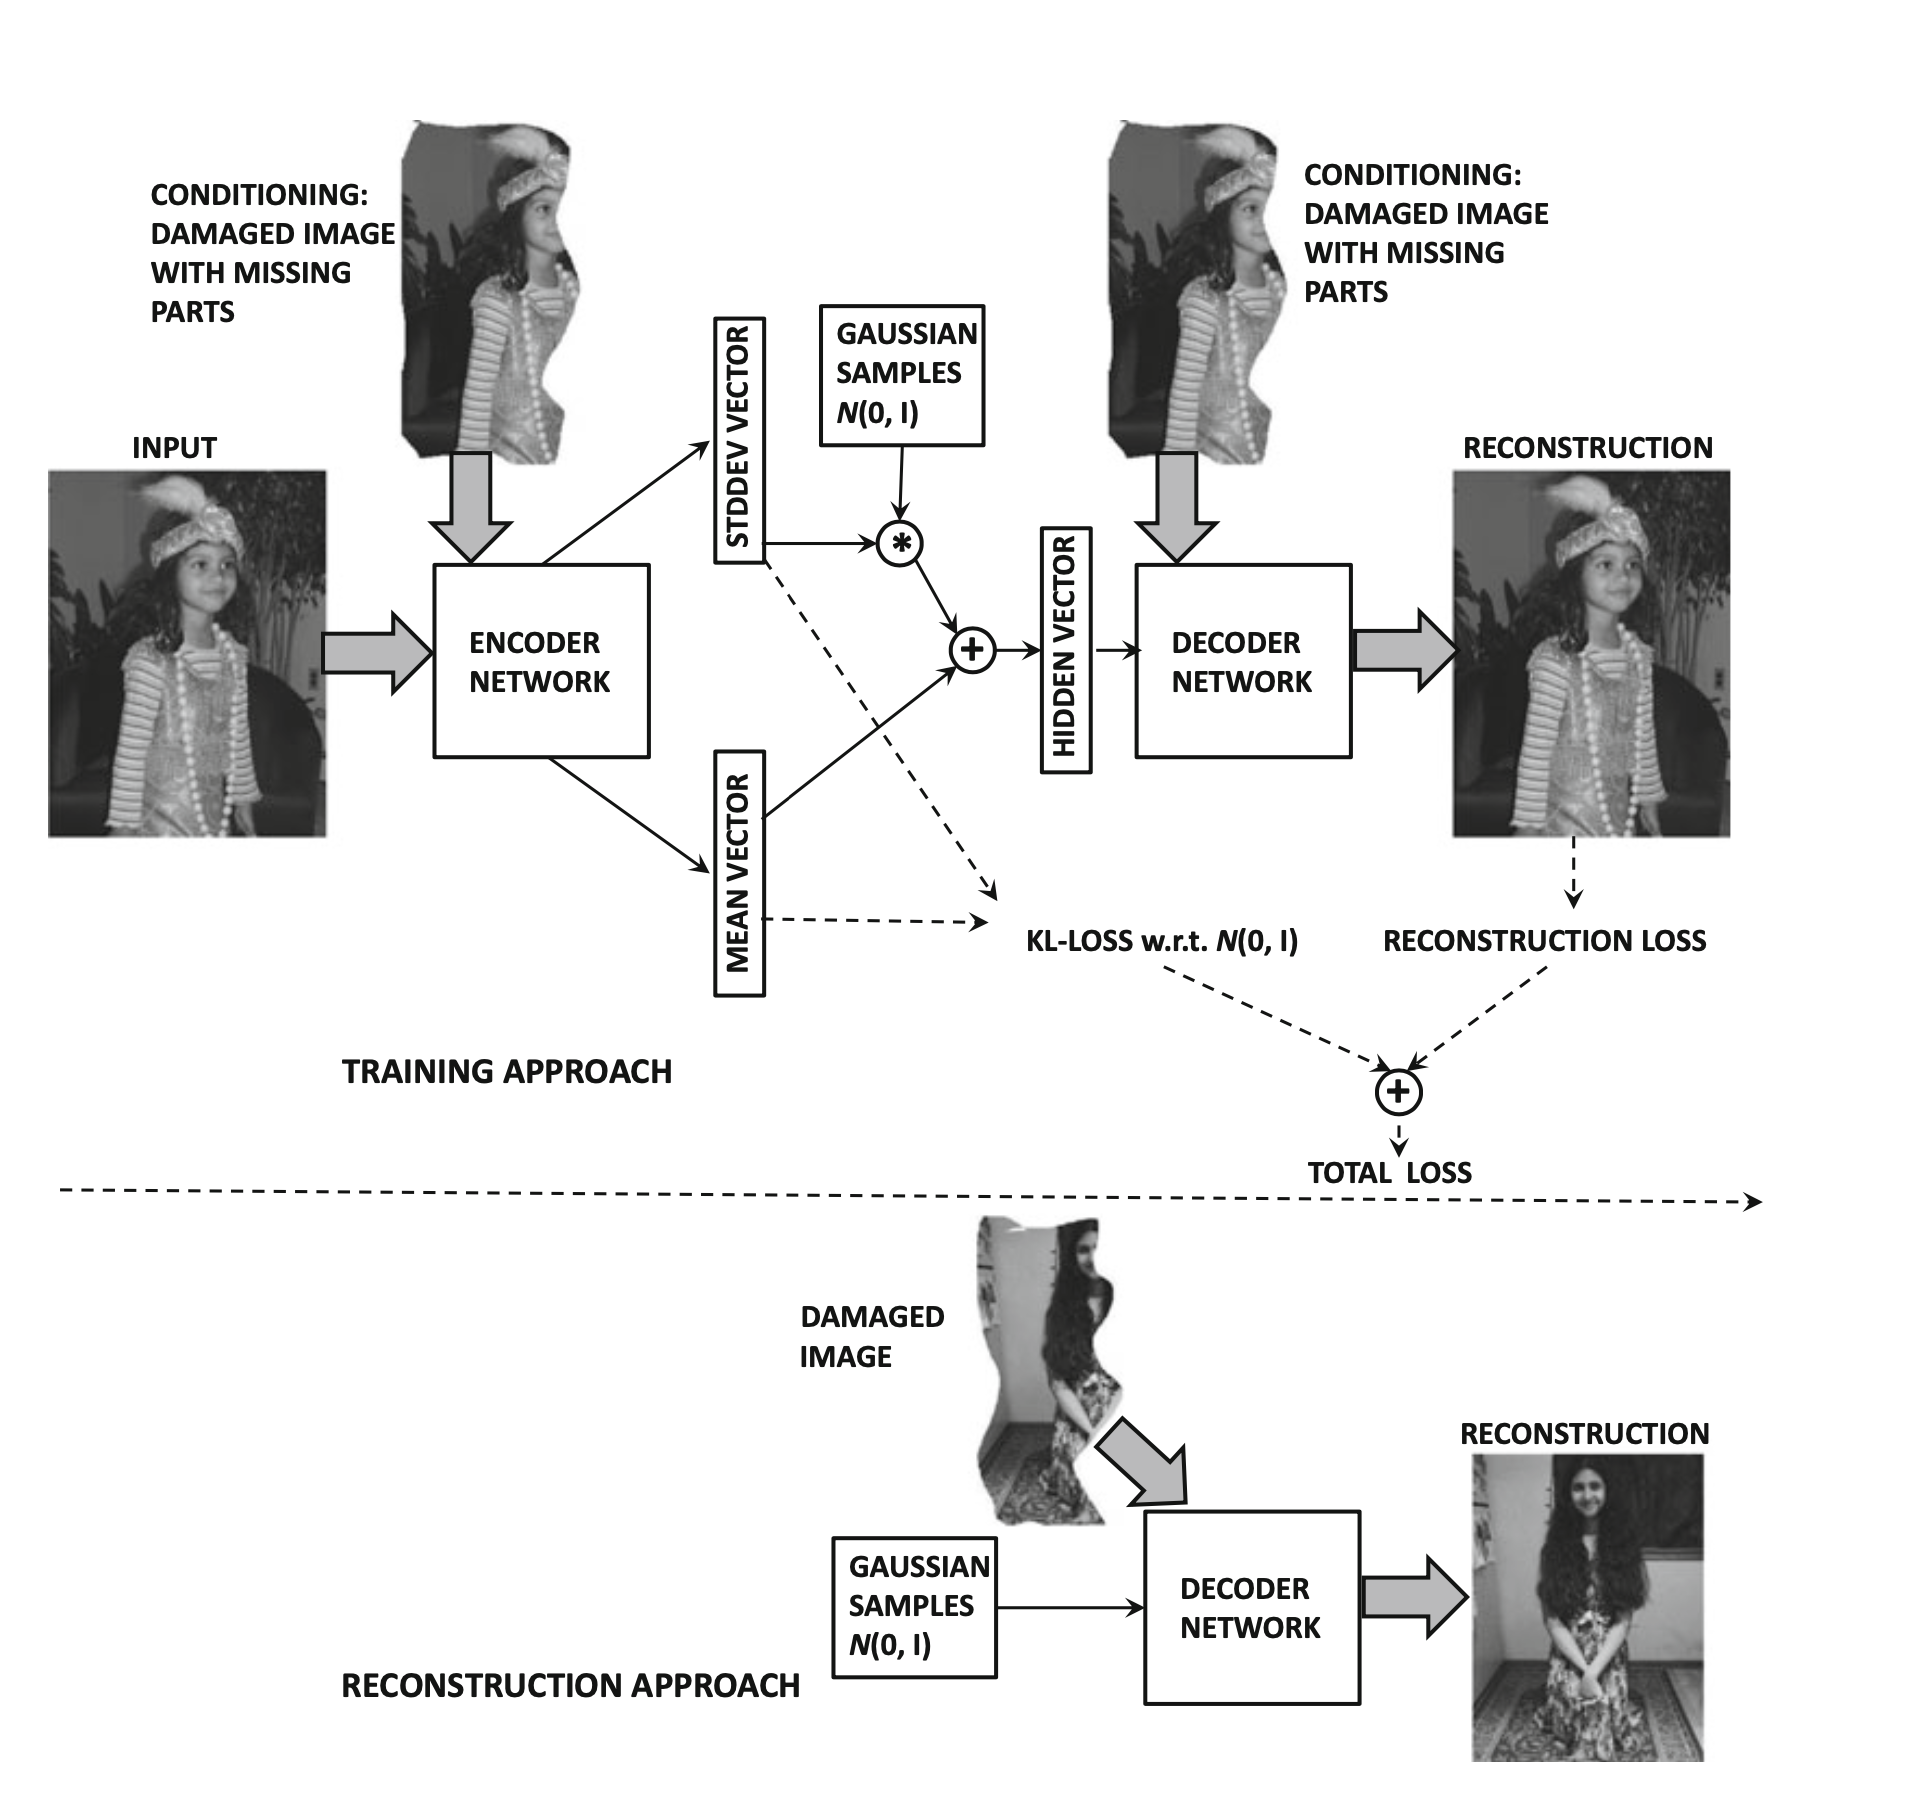 CONDITIONING:
DAMAGED IMAGE
WITH MISSING
PARTS
CONDITIONING:
DAMAGED IMAGE
WITH MISSING
PARTS
INPUT
STDDEV VECTOR
GAUSSIAN
SAMPLES
N(0, I)
RECONSTRUCTION
ENCODER
NETWORK
*
+
HIDDEN VECTOR
DECODER
NETWORK
MEAN VECTOR
KL-LOSS w.r.t. N(0, I)
RECONSTRUCTION LOSS
TRAINING APPROACH
+
TOTAL LOSS
DAMAGED
IMAGE
RECONSTRUCTION
GAUSSIAN
SAMPLES
N(0, I)
DECODER
NETWORK
RECONSTRUCTION APPROACH